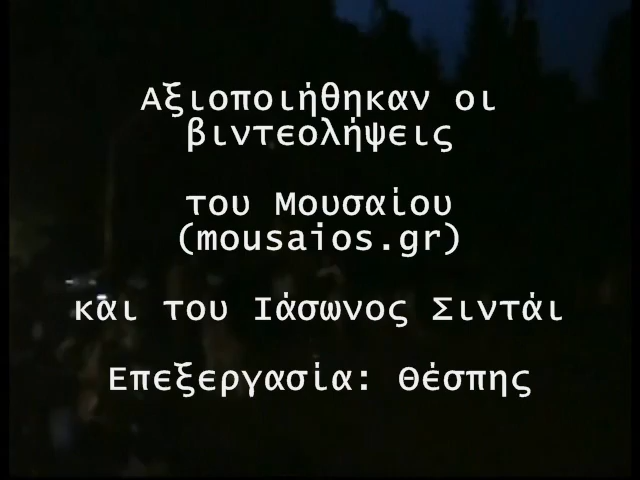 Αξιοποιήθηκαν οι
βιντεολήψεις
του Μουσαίου
(mousaios.gr)
και του Ιάσωνος Σιντάι
Επεξεργασία: Θέσπης